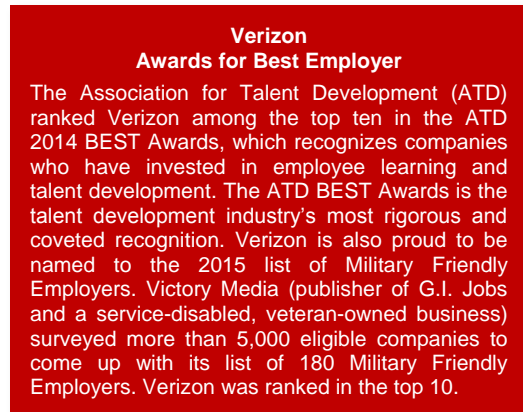 Verizon
Awards for Best Employer
The Association for Talent Development (ATD)
ranked Verizon among the top ten in the ATD
2014 BEST Awards, which recognizes companies
who have invested in employee learning and
talent development. The ATD BEST Awards is the
talent development industry's most rigorous and
coveted recognition. Verizon is also proud to be
named to the 2015 list of Military Friendly
Employers. Victory Media (publisher of G.I. Jobs
and a service-disabled, veteran-owned business)
surveyed more than 5,000 eligible companies to
come up with its list of 180 Military Friendly
Employers. Verizon was ranked in the top 10.